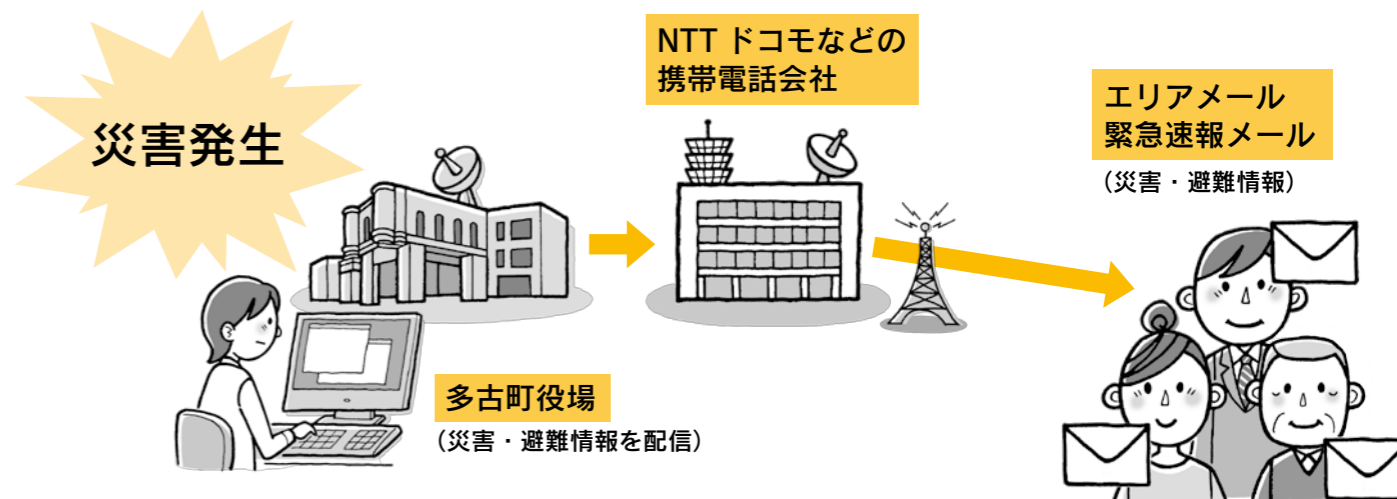 災害発生
NTT ドコモなどの
携帯電話会社
エリアメール
緊急速報メール
（災害・避難情報）
多古町役場
（災害・避難情報を配信）